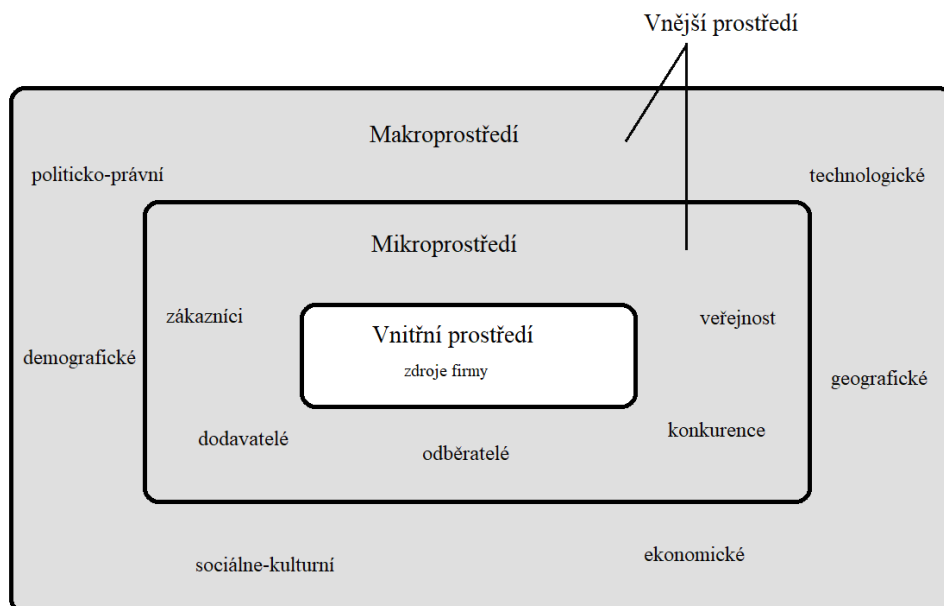 Vnější prostředí
Makroprostředí
politicko-právní
technologické
Mikroprostředí
zákazníci
veřejnost
Vnitřní prostředí
zdroje firmy
demografické
geografické
dodavatelé
konkurence
odběratelé
sociálne-kulturní
ekonomické